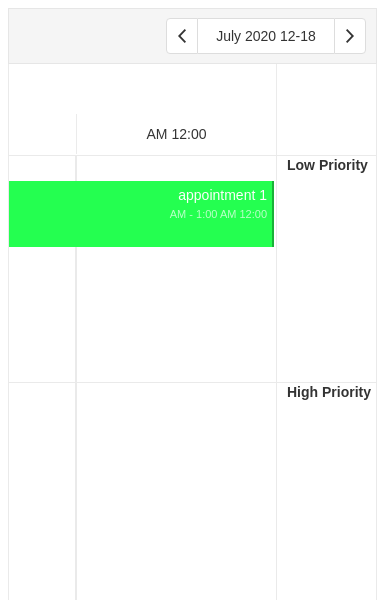 July 2020 12-18
AM 12:00
Low Priority
appointment 1
AM - 1:00 AM 12:00
High Priority